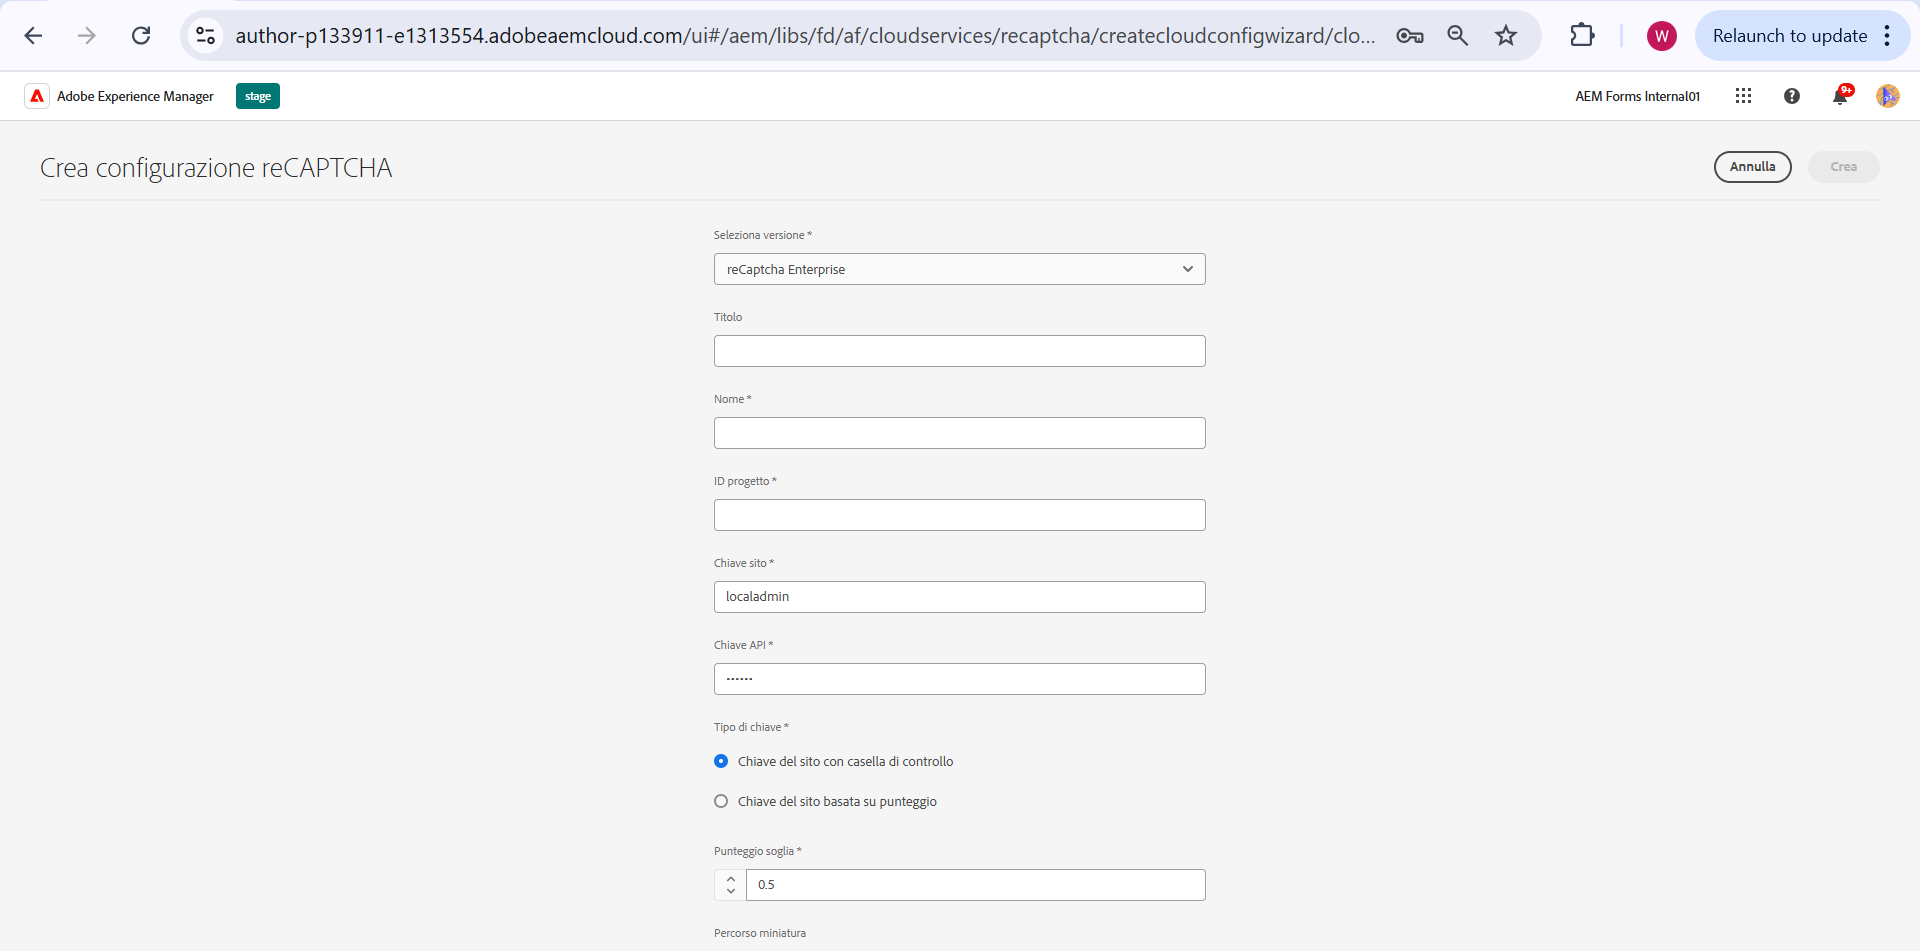 author-p133911-e1313554.adobeaemcloud.com/ui#/aem/libs/fd/af/cloudservices/recaptcha/createcloudconfigwizard/clo...
W
Relaunch to update
Adobe Experience Manager
stage
AEM Forms Internal01
9+
Crea configurazione reCAPTCHA
Annulla
Crea
Seleziona versione *
reCaptcha Enterprise
Titolo
Nome *
ID progetto *
Chiave sito *
localadmin
Chiave API *
••••••
Tipo di chiave *
Chiave del sito con casella di controllo
Chiave del sito basata su punteggio
Punteggio soglia *
0.5
Percorso miniatura